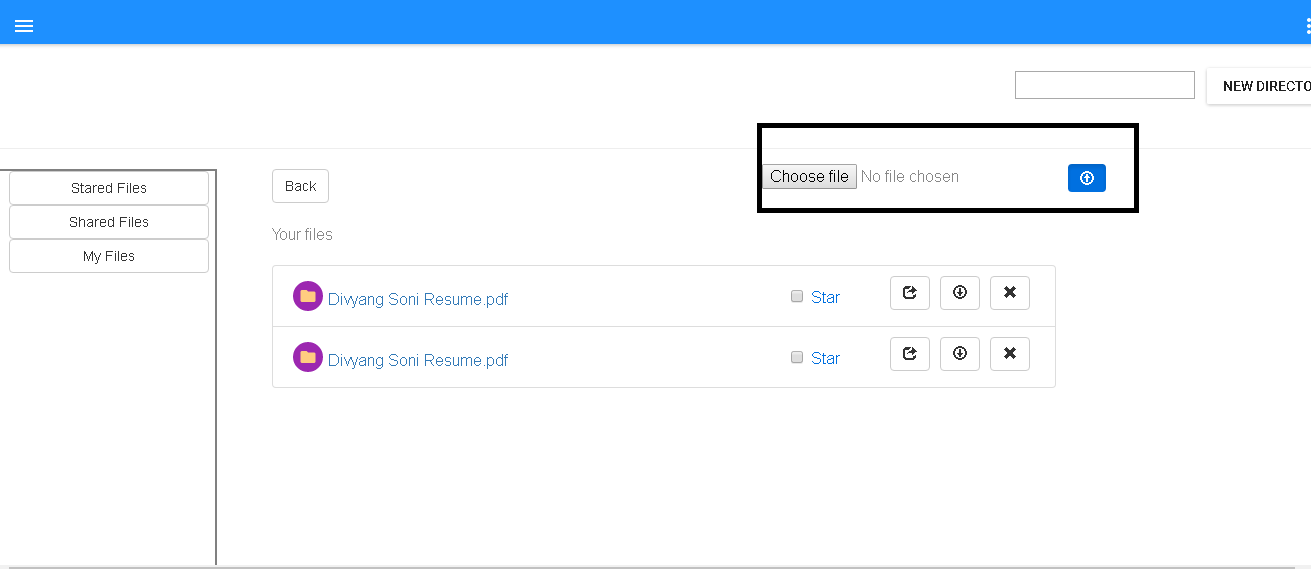 NEW DIRECTO
Choose file No file chosen
Stared Files
Shared Files
My Files
Back
Your files
Divyang Soni Resume.pdf Star
Divyang Soni Resume.pdf Star